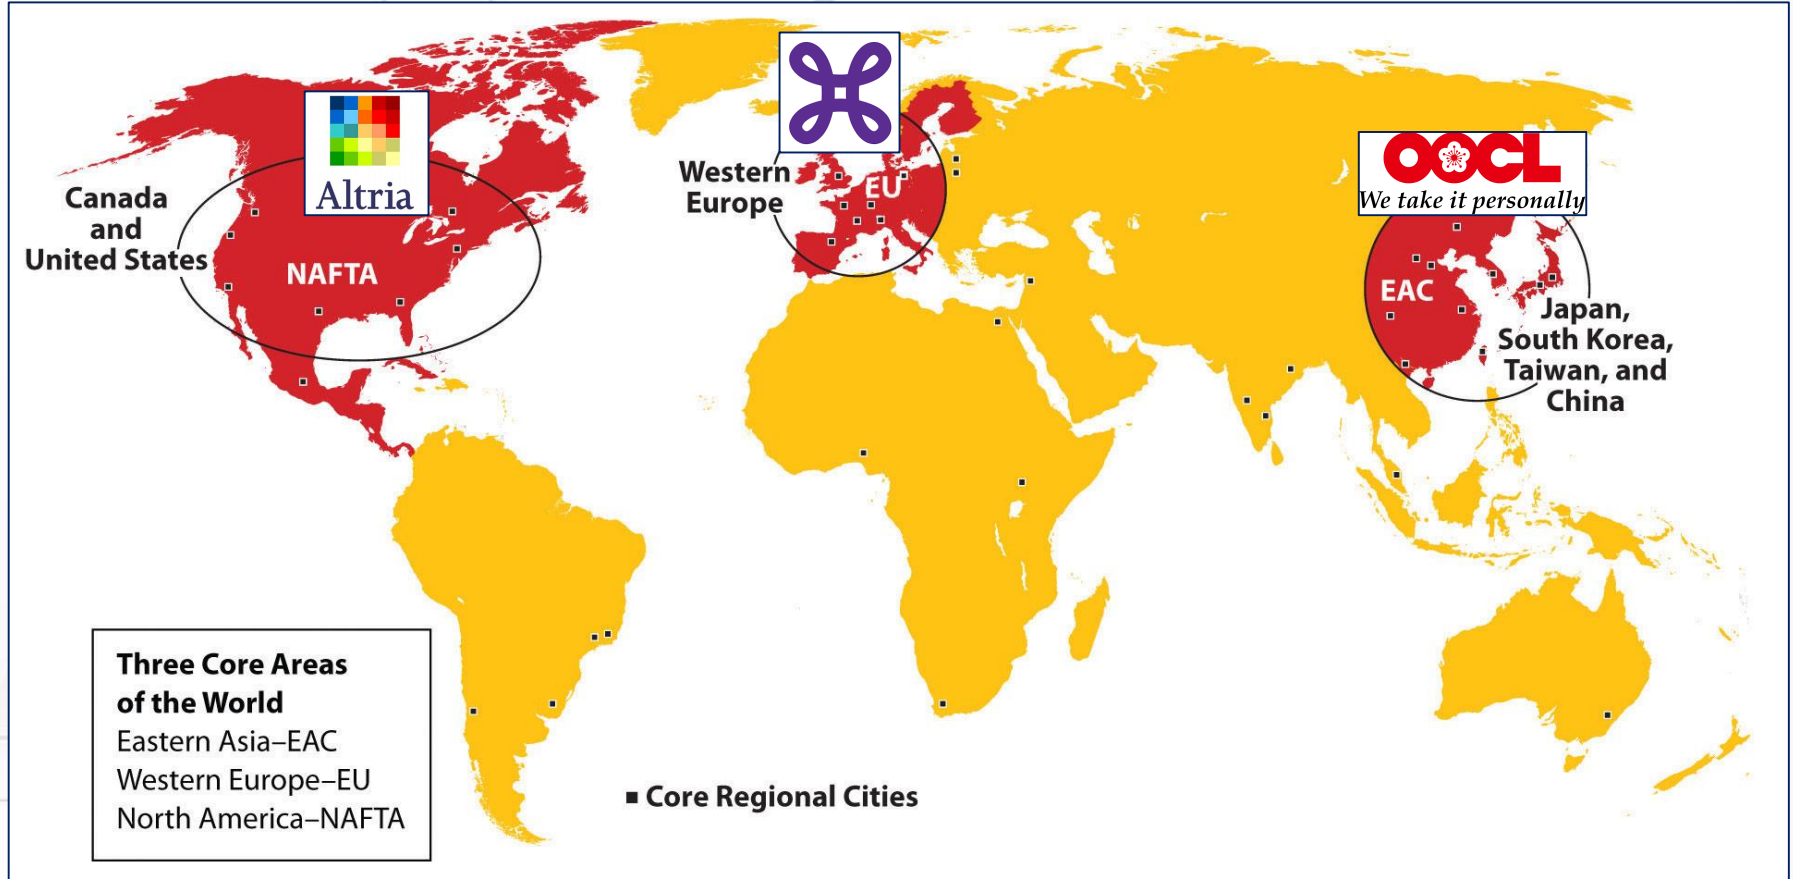 Altria
OOCL
We take it personally
Canada
and
United States
NAFTA
Western
Europe
EU
EAC
Japan,
South Korea,
Taiwan, and
China
Three Core Areas
of the World
Eastern Asia–EAC
Western Europe–EU
North America–NAFTA
Core Regional Cities